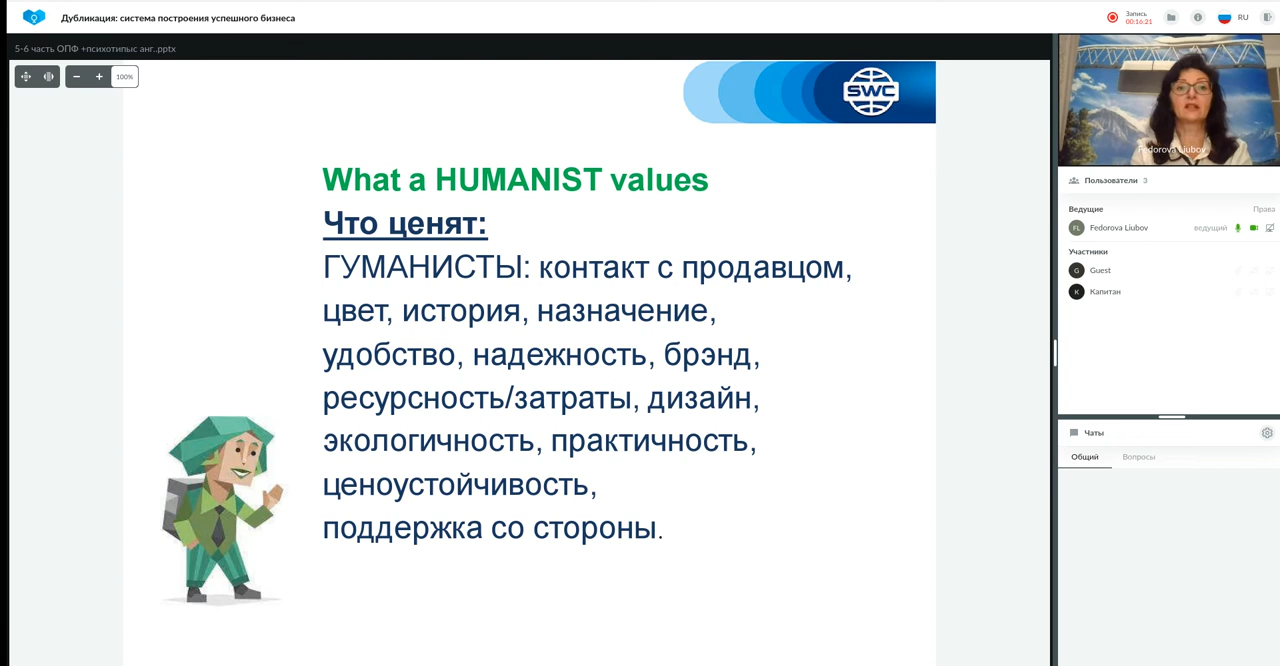 Дубликация: система построения успешного бизнеса
Запись
00:16:21
RU
5-6 часть ОПФ +психотипыс анг..pptx
100%
SWC
What a HUMANIST values
Что ценят:
ГУМАНИСТЫ: контакт с продавцом,
цвет, история, назначение,
удобство, надежность, брэнд,
ресурсность/затраты, дизайн,
экологичность, практичность,
ценоустойчивость,
поддержка со стороны.
Fedorova Liubov
Пользователи 3
Ведущие Права
FL Fedorova Liubov ведущий
Участники
G Guest
К Капитан
Чаты
Общий Вопросы